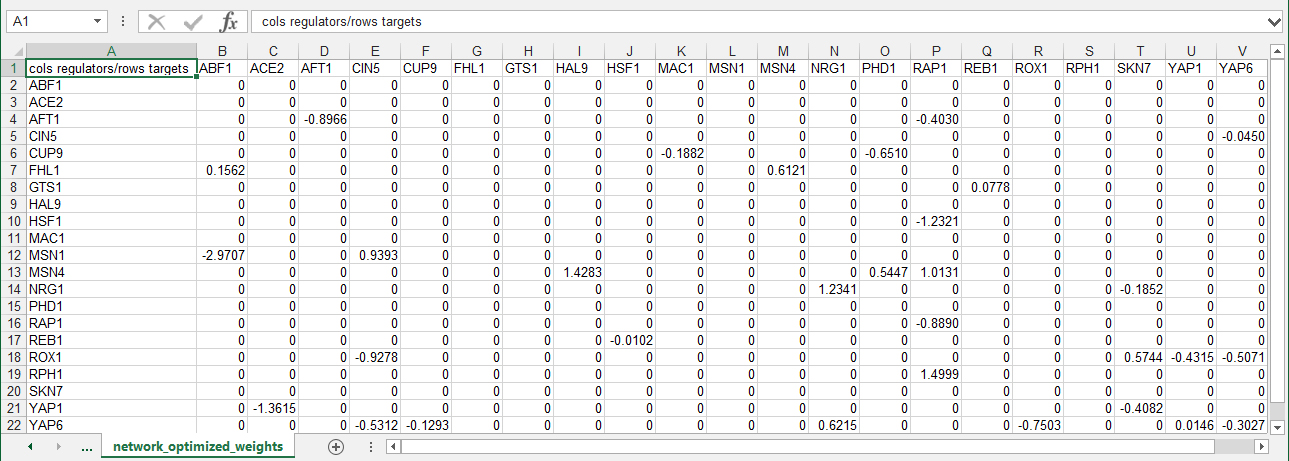 A1 fx cols regulators/rows targets
A B C D E F G H I J K L M N O P Q R S T U V
1 cols regulators/rows targets ABF1 ACE2 AFT1 CIN5 CUP9 FHL1 GTS1 HAL9 HSF1 MAC1 MSN1 MSN4 NRG1 PHD1 RAP1 REB1 ROX1 RPH1 SKN7 YAP1 YAP6
2 ABF1 0 0 0 0 0 0 0 0 0 0 0 0 0 0 0 0 0 0 0 0 0
3 ACE2 0 0 0 0 0 0 0 0 0 0 0 0 0 0 0 0 0 0 0 0 0
4 AFT1 0 0 -0.8966 0 0 0 0 0 0 0 0 0 0 0 -0.4030 0 0 0 0 0 0
5 CIN5 0 0 0 0 0 0 0 0 0 0 0 0 0 0 0 0 0 0 0 0 -0.0450
6 CUP9 0 0 0 0 0 0 0 0 0 -0.1882 0 0 0 -0.6510 0 0 0 0 0 0 0
7 FHL1 0.1562 0 0 0 0 0 0 0 0 0 0 0.6121 0 0 0 0 0 0 0 0 0
8 GTS1 0 0 0 0 0 0 0 0 0 0 0 0 0 0 0 0.0778 0 0 0 0 0
9 HAL9 0 0 0 0 0 0 0 0 0 0 0 0 0 0 0 0 0 0 0 0 0
10 HSF1 0 0 0 0 0 0 0 0 0 0 0 0 0 0 -1.2321 0 0 0 0 0 0
11 MAC1 0 0 0 0 0 0 0 0 0 0 0 0 0 0 0 0 0 0 0 0 0
12 MSN1 -2.9707 0 0 0.9393 0 0 0 0 0 0 0 0 0 0 0 0 0 0 0 0 0
13 MSN4 0 0 0 0 0 0 0 1.4283 0 0 0 0 0 0.5447 1.0131 0 0 0 0 0 0
14 NRG1 0 0 0 0 0 0 0 0 0 0 0 0 1.2341 0 0 0 0 0 -0.1852 0 0
15 PHD1 0 0 0 0 0 0 0 0 0 0 0 0 0 0 0 0 0 0 0 0 0
16 RAP1 0 0 0 0 0 0 0 0 0 0 0 0 0 0 -0.8890 0 0 0 0 0 0
17 REB1 0 0 0 0 0 0 0 0 -0.0102 0 0 0 0 0 0 0 0 0 0 0 0
18 ROX1 0 0 0 -0.9278 0 0 0 0 0 0 0 0 0 0 0 0 0 0 0.5744 -0.4315 -0.5071
19 RPH1 0 0 0 0 0 0 0 0 0 0 0 0 0 0 1.4999 0 0 0 0 0 0
20 SKN7 0 0 0 0 0 0 0 0 0 0 0 0 0 0 0 0 0 0 0 0 0
21 YAP1 0 -1.3615 0 0 0 0 0 0 0 0 0 0 0 0 0 0 0 0 -0.4082 0 0
22 YAP6 0 0 0 -0.5312 -0.1293 0 0 0 0 0 0 0 0.6215 0 0 0 -0.7503 0 0 0.0146 -0.3027
... network_optimized_weights